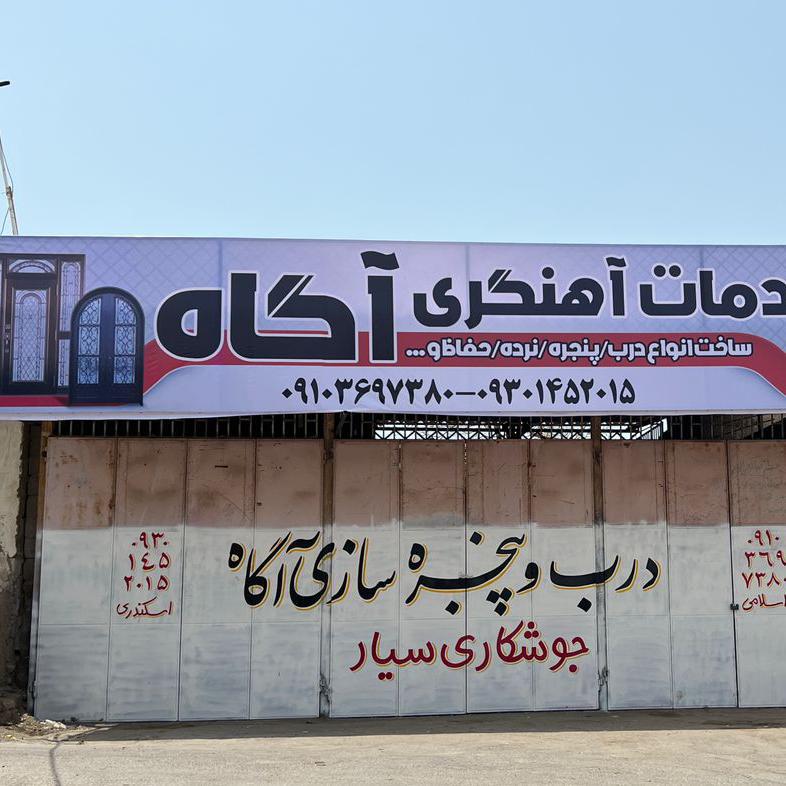 دمات آهنگری آگاه
ساخت انواع درب/پنجره/نرده/حفاظ و...
۰۹۱۰۳۶۹۷۳۸۰-۰۹۳۰۱۴۵۲۰۱۵
درب و پنجره سازی آگاه
جوشکاری سیار
۰۹۱۰
۳۶۹
۷۳۸۰
اسلامی
۰۹۳۰
۱٤۵
۲۰۱۵
اسکندری